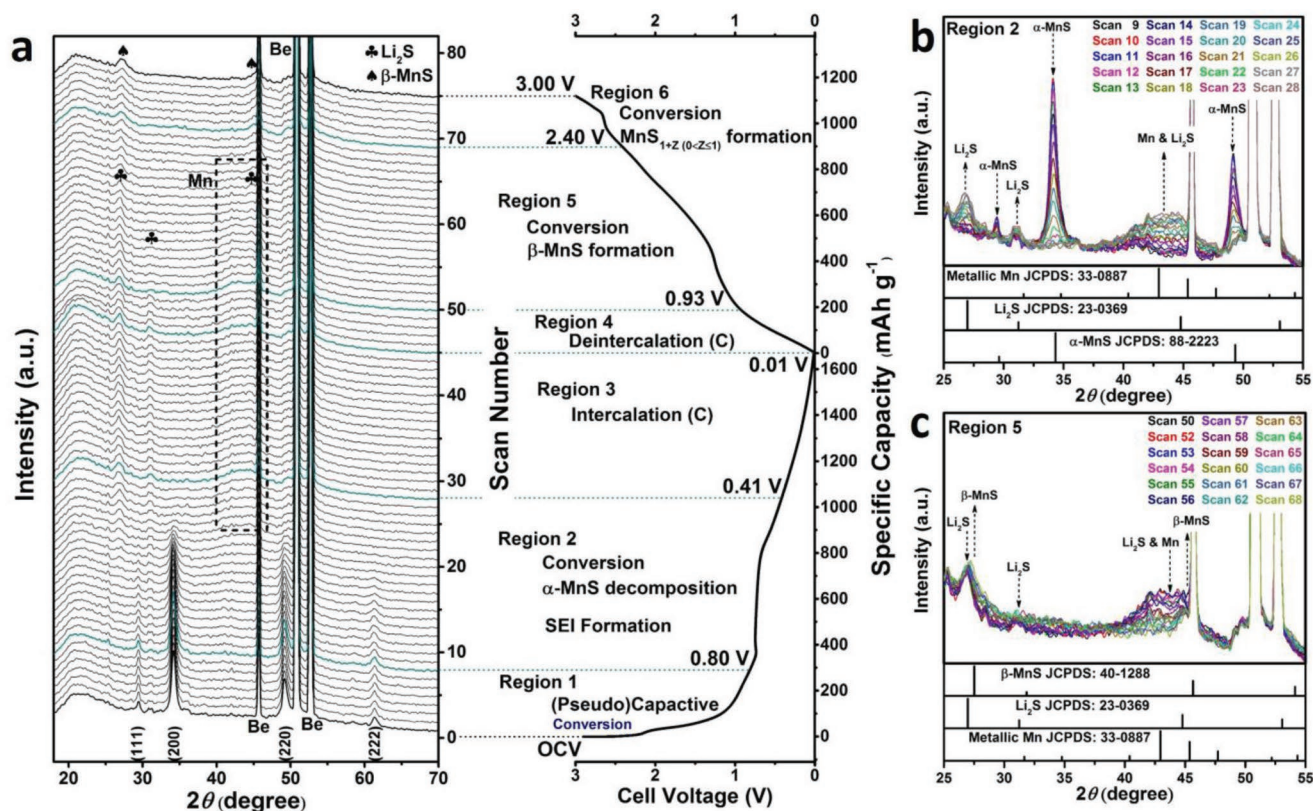 a
Be
♣Li2S
♠β-MnS
Mn
Be
Be
(111)
(200)
(220)
(222)
20
30
40
50
60
70
2θ (degree)
Intensity (a.u.)
80
70
60
50
40
30
20
10
0
Scan Number
3
2
1
0
3.00 V
Region 6
Conversion
MnS1+Z (0<Z≤1) formation
2.40 V
Region 5
Conversion
β-MnS formation
0.93 V
Region 4
Deintercalation (C)
0.01 V
Region 3
Intercalation (C)
0.41 V
Region 2
Conversion
α-MnS decomposition
SEI Formation
0.80 V
Region 1
(Pseudo)Capactive
Conversion
OCV
3
2
1
0
Cell Voltage (V)
1200
1000
800
600
400
200
0
1600
1400
1200
1000
800
600
400
200
0
Specific Capacity (mAh g-1)
b
Region 2
α-MnS
Scan 9 Scan 14 Scan 19 Scan 24
Scan 10 Scan 15 Scan 20 Scan 25
Scan 11 Scan 16 Scan 21 Scan 26
Scan 12 Scan 17 Scan 22 Scan 27
Scan 13 Scan 18 Scan 23 Scan 28
α-MnS
Mn & Li2S
Li2S
α-MnS
Li2S
Intensity (a.u.)
Metallic Mn JCPDS: 33-0887
Li2S JCPDS: 23-0369
α-MnS JCPDS: 88-2223
25
30
35
40
45
50
55
2θ (degree)
c
Region 5
Scan 50 Scan 57 Scan 63
Scan 52 Scan 58 Scan 64
Scan 53 Scan 59 Scan 65
Scan 54 Scan 60 Scan 66
Scan 55 Scan 61 Scan 67
Scan 56 Scan 62 Scan 68
β-MnS
Li2S
Li2S
β-MnS
Li2S & Mn
Intensity (a.u)
β-MnS JCPDS: 40-1288
Li2S JCPDS: 23-0369
Metallic Mn JCPDS: 33-0887
25
30
35
40
45
50
55
2θ (degree)